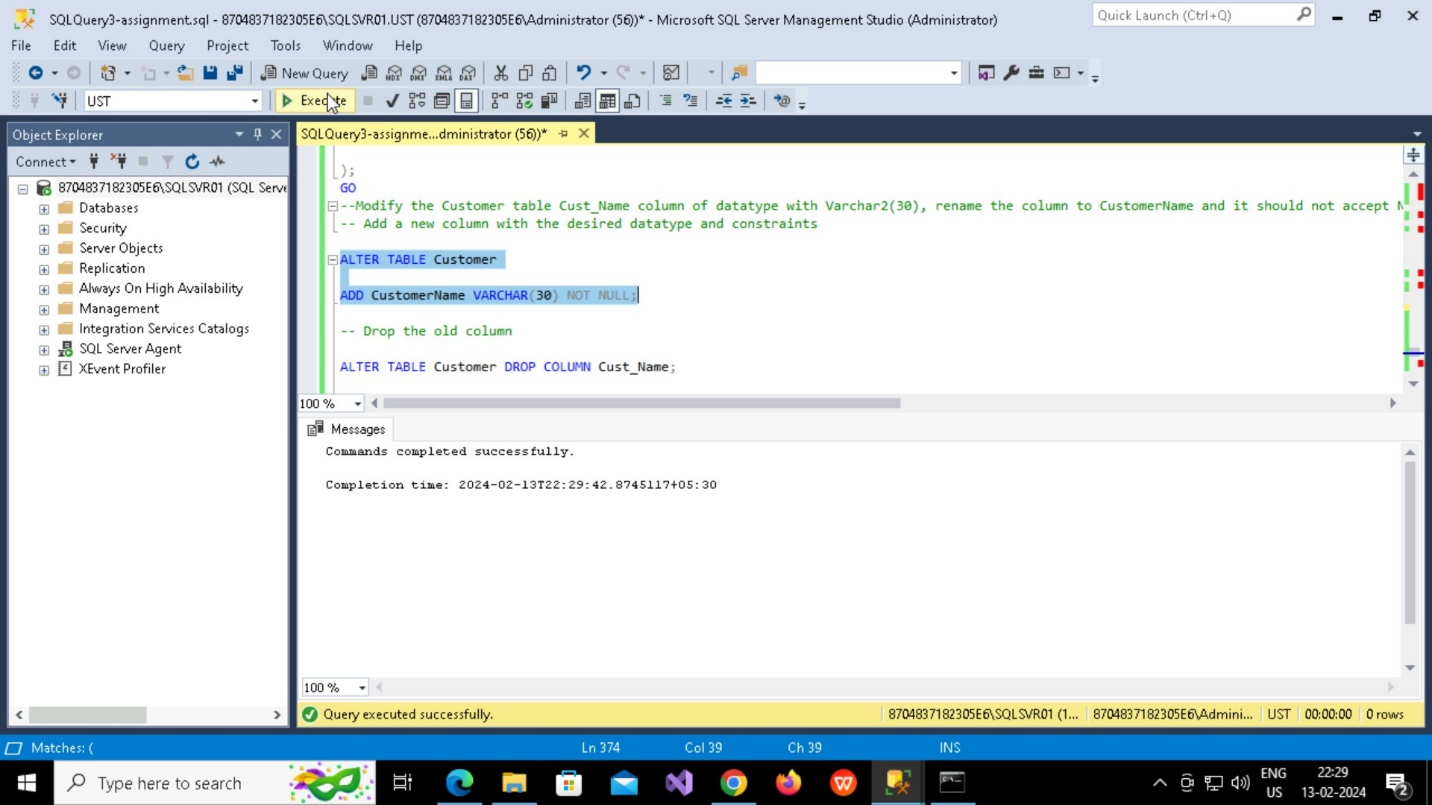 SQLQuery3-assignment.sql - 8704837182305E6\SQLSVR01.UST (8704837182305E6\Administrator (56))* - Microsoft SQL Server Management Studio (Administrator)
Quick Launch (Ctrl+Q)
File Edit View Query Project Tools Window Help
New Query
MDX DMX XMLA DAX
UST
Execute
Object Explorer
SQLQuery3-assignme...dministrator (56))*
Connect
8704837182305E6\SQLSVR01 (SQL Serve
Databases
Security
Server Objects
Replication
Always On High Availability
Management
Integration Services Catalogs
SQL Server Agent
XEvent Profiler
);
GO
--Modify the Customer table Cust_Name column of datatype with Varchar2(30), rename the column to CustomerName and it should not accept N
-- Add a new column with the desired datatype and constraints
ALTER TABLE Customer
ADD CustomerName VARCHAR(30) NOT NULL;
-- Drop the old column
ALTER TABLE Customer DROP COLUMN Cust_Name;
100 %
Messages
Commands completed successfully.
Completion time: 2024-02-13T22:29:42.8745117+05:30
100 %
Query executed successfully. 8704837182305E6\SQLSVR01 (1... 8704837182305E6\Admini... UST 00:00:00 0 rows
Matches: ( Ln 374 Col 39 Ch 39 INS
Type here to search
ENG
US
22:29
13-02-2024
2